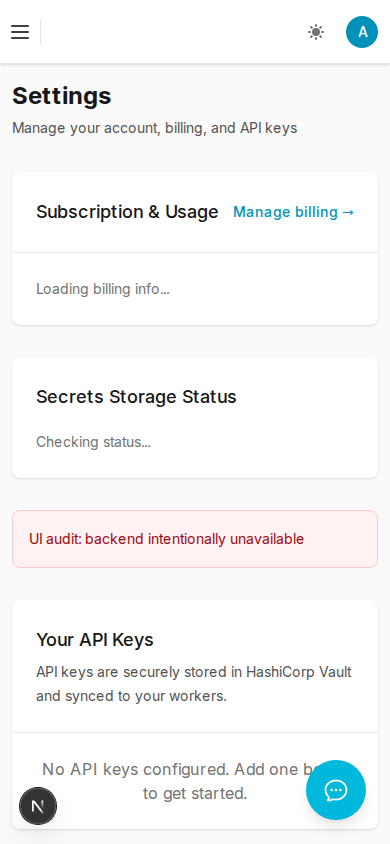 A
Settings
Manage your account, billing, and API keys
Subscription & Usage
Manage billing →
Loading billing info...
Secrets Storage Status
Checking status...
UI audit: backend intentionally unavailable
Your API Keys
API keys are securely stored in HashiCorp Vault
and synced to your workers.
No API keys configured. Add one
to get started.
N